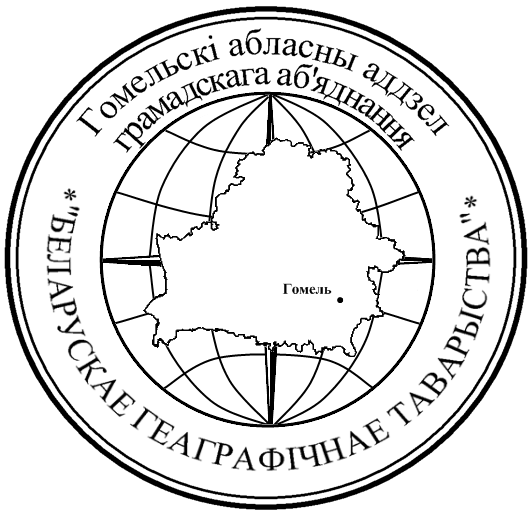 Гомельскі абласны аддзел
грамадскага аб'яднання
*"БЕЛАРУСКАЕ ГЕАГРАФІЧНАЕ ТАВАРЫСТВА"*
Гомель